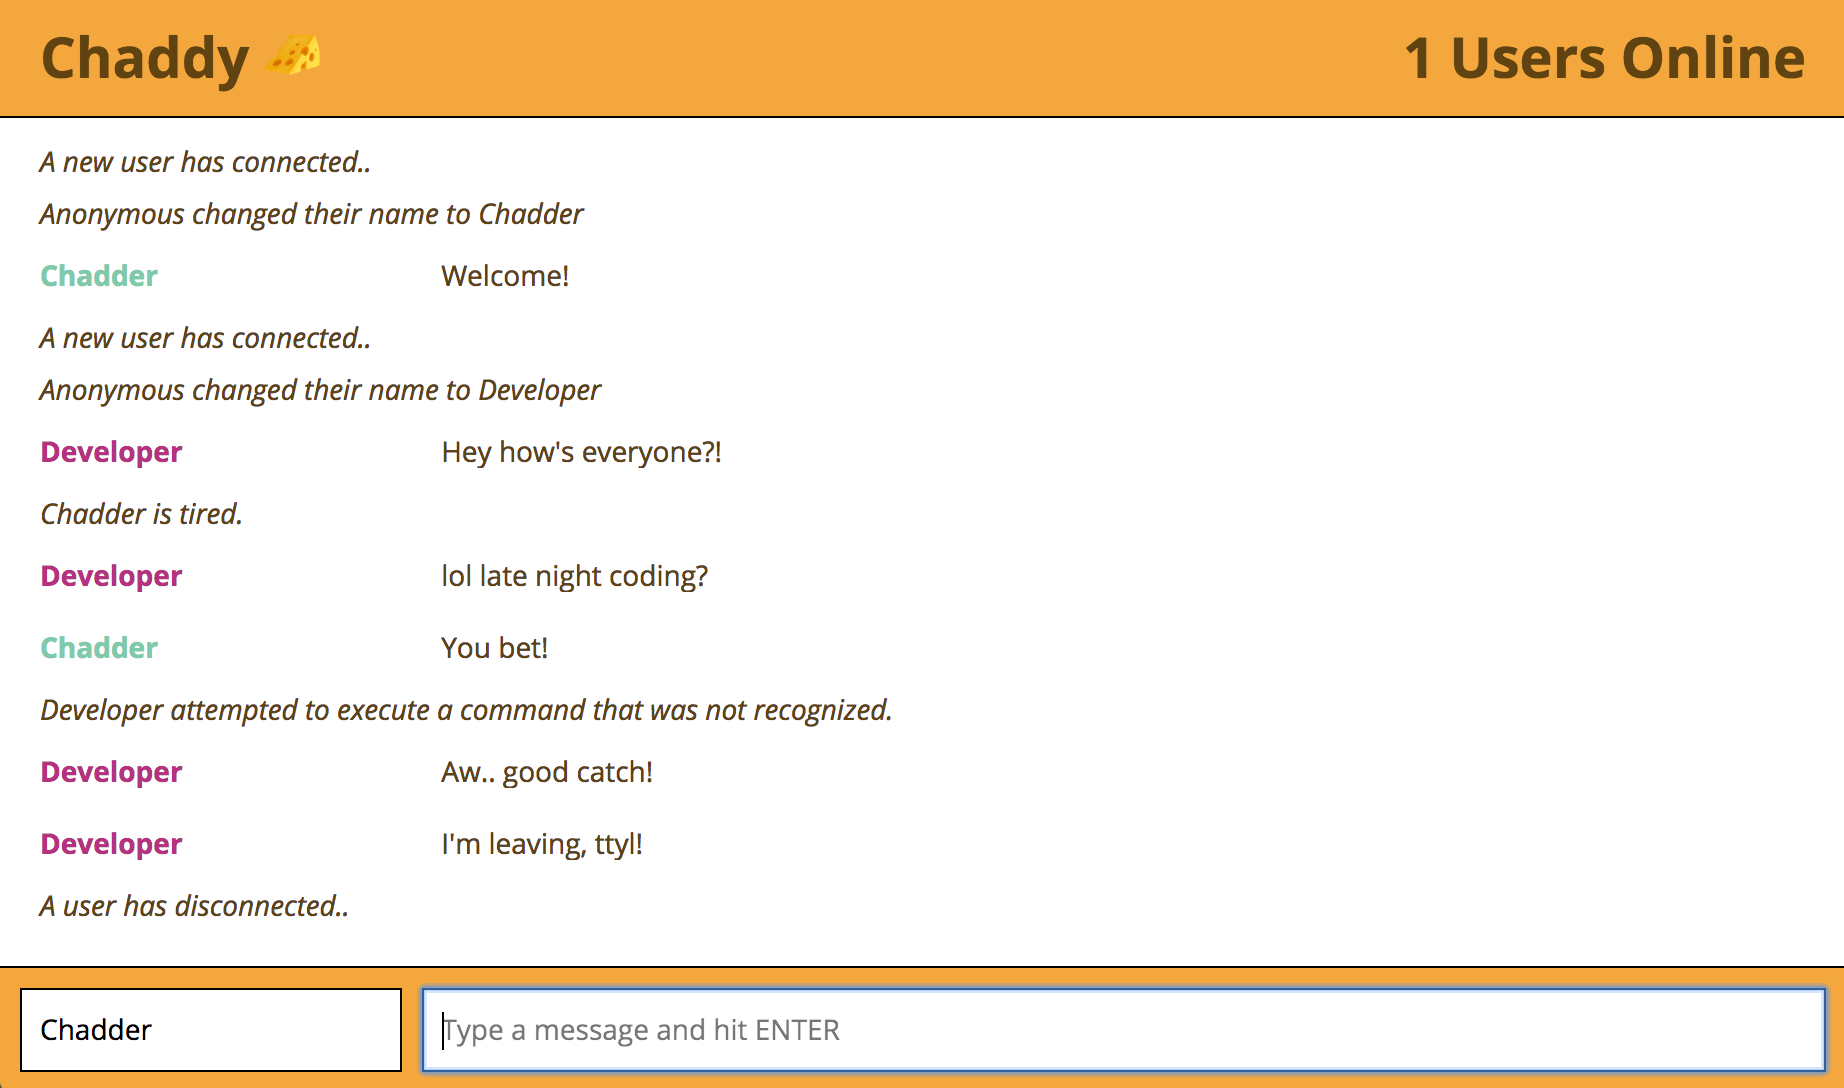 Chaddy 🧀 1 Users Online
A new user has connected..
Anonymous changed their name to Chadder
Chadder Welcome!
A new user has connected..
Anonymous changed their name to Developer
Developer Hey how's everyone?!
Chadder is tired.
Developer lol late night coding?
Chadder You bet!
Developer attempted to execute a command that was not recognized.
Developer Aw.. good catch!
Developer I'm leaving, ttyl!
A user has disconnected..
Chadder Type a message and hit ENTER